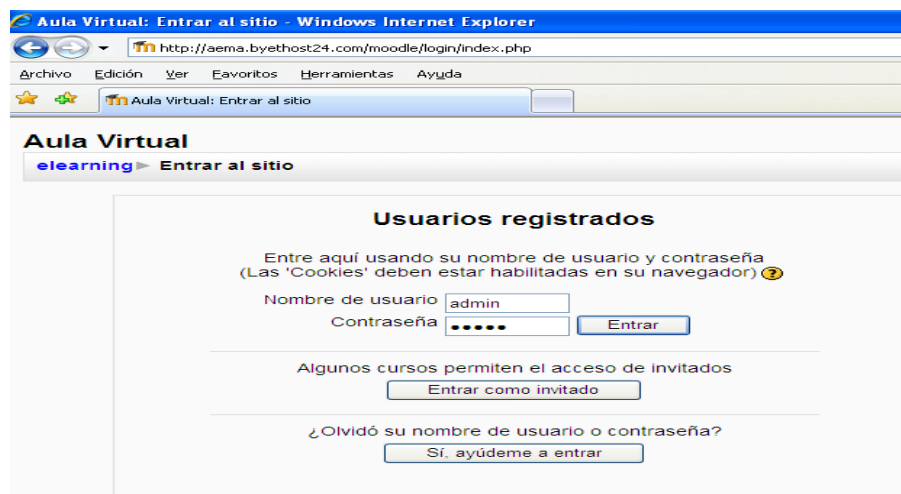 Aula Virtual: Entrar al sitio - Windows Internet Explorer
http://aema.byethost24.com/moodle/login/index.php
Archivo Edición Ver Favoritos Herramientas Ayuda
Aula Virtual: Entrar al sitio
Aula Virtual
elearning► Entrar al sitio
Usuarios registrados
Entre aquí usando su nombre de usuario y contraseña
(Las 'Cookies' deben estar habilitadas en su navegador) ?
Nombre de usuario admin
Contraseña ●●●●● Entrar
Algunos cursos permiten el acceso de invitados
Entrar como invitado
¿Olvidó su nombre de usuario o contraseña?
Sí, ayúdeme a entrar